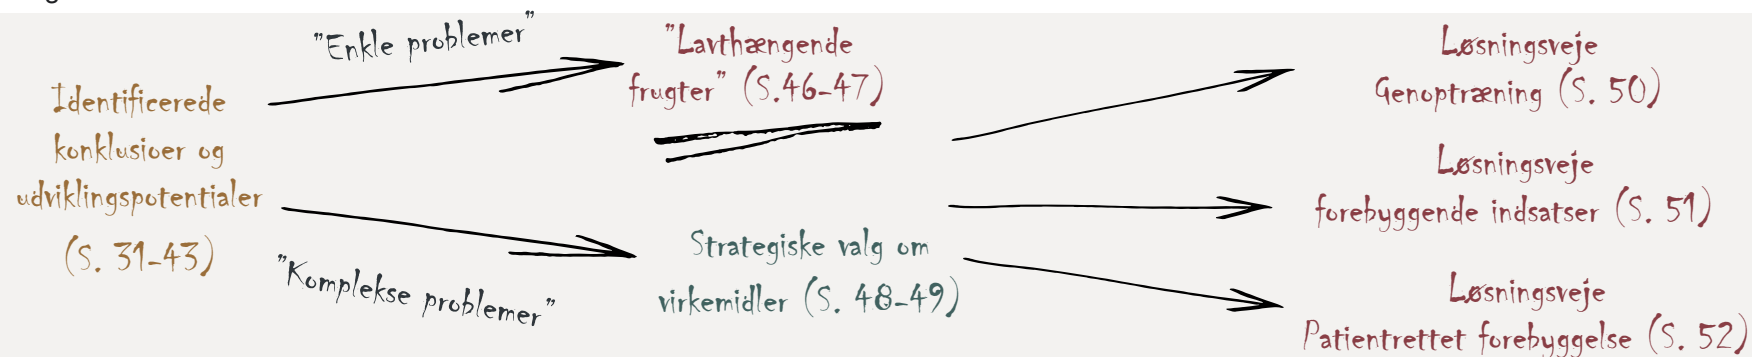 "Enkle problemer"
Identificerede
konklusioer og
udviklingspotentialer
(S. 31-43)
"Komplekse problemer"
"Lavthængende
frugter" (S.46-47)
Strategiske valg om
virkemidler (S. 48-49)
Løsningsveje
Genoptræning (S. 50)
Løsningsveje
forebyggende indsatser (S. 51)
Løsningsveje
Patientrettet forebyggelse (S. 52)